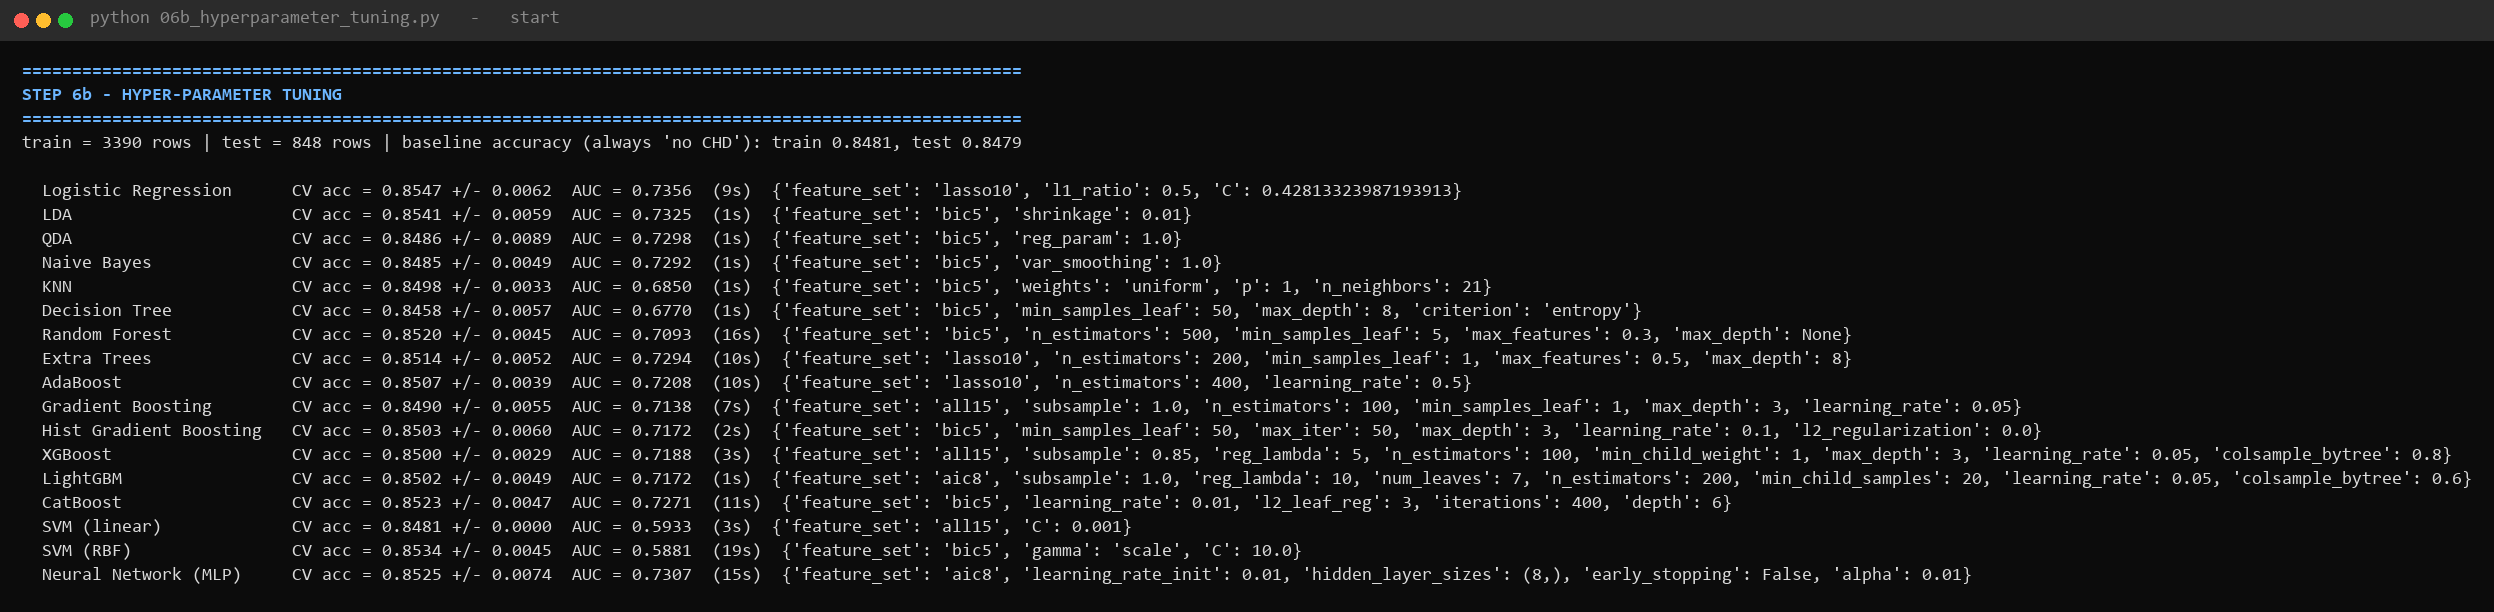 python 06b_hyperparameter_tuning.py - start
====================================================================================================
STEP 6b - HYPER-PARAMETER TUNING
====================================================================================================
train = 3390 rows | test = 848 rows | baseline accuracy (always 'no CHD'): train 0.8481, test 0.8479
Logistic Regression CV acc = 0.8547 +/- 0.0062 AUC = 0.7356 (9s) {'feature_set': 'lasso10', 'l1_ratio': 0.5, 'C': 0.42813323987193913}
LDA CV acc = 0.8541 +/- 0.0059 AUC = 0.7325 (1s) {'feature_set': 'bic5', 'shrinkage': 0.01}
QDA CV acc = 0.8486 +/- 0.0089 AUC = 0.7298 (1s) {'feature_set': 'bic5', 'reg_param': 1.0}
Naive Bayes CV acc = 0.8485 +/- 0.0049 AUC = 0.7292 (1s) {'feature_set': 'bic5', 'var_smoothing': 1.0}
KNN CV acc = 0.8498 +/- 0.0033 AUC = 0.6850 (1s) {'feature_set': 'bic5', 'weights': 'uniform', 'p': 1, 'n_neighbors': 21}
Decision Tree CV acc = 0.8458 +/- 0.0057 AUC = 0.6770 (1s) {'feature_set': 'bic5', 'min_samples_leaf': 50, 'max_depth': 8, 'criterion': 'entropy'}
Random Forest CV acc = 0.8520 +/- 0.0045 AUC = 0.7093 (16s) {'feature_set': 'bic5', 'n_estimators': 500, 'min_samples_leaf': 5, 'max_features': 0.3, 'max_depth': None}
Extra Trees CV acc = 0.8514 +/- 0.0052 AUC = 0.7294 (10s) {'feature_set': 'lasso10', 'n_estimators': 200, 'min_samples_leaf': 1, 'max_features': 0.5, 'max_depth': 8}
AdaBoost CV acc = 0.8507 +/- 0.0039 AUC = 0.7208 (10s) {'feature_set': 'lasso10', 'n_estimators': 400, 'learning_rate': 0.5}
Gradient Boosting CV acc = 0.8490 +/- 0.0055 AUC = 0.7138 (7s) {'feature_set': 'all15', 'subsample': 1.0, 'n_estimators': 100, 'min_samples_leaf': 1, 'max_depth': 3, 'learning_rate': 0.05}
Hist Gradient Boosting CV acc = 0.8503 +/- 0.0060 AUC = 0.7172 (2s) {'feature_set': 'bic5', 'min_samples_leaf': 50, 'max_iter': 50, 'max_depth': 3, 'learning_rate': 0.1, 'l2_regularization': 0.0}
XGBoost CV acc = 0.8500 +/- 0.0029 AUC = 0.7188 (3s) {'feature_set': 'all15', 'subsample': 0.85, 'reg_lambda': 5, 'n_estimators': 100, 'min_child_weight': 1, 'max_depth': 3, 'learning_rate': 0.05, 'colsample_bytree': 0.8}
LightGBM CV acc = 0.8502 +/- 0.0049 AUC = 0.7172 (1s) {'feature_set': 'aic8', 'subsample': 1.0, 'reg_lambda': 10, 'num_leaves': 7, 'n_estimators': 200, 'min_child_samples': 20, 'learning_rate': 0.05, 'colsample_bytree': 0.6}
CatBoost CV acc = 0.8523 +/- 0.0047 AUC = 0.7271 (11s) {'feature_set': 'bic5', 'learning_rate': 0.01, 'l2_leaf_reg': 3, 'iterations': 400, 'depth': 6}
SVM (linear) CV acc = 0.8481 +/- 0.0000 AUC = 0.5933 (3s) {'feature_set': 'all15', 'C': 0.001}
SVM (RBF) CV acc = 0.8534 +/- 0.0045 AUC = 0.5881 (19s) {'feature_set': 'bic5', 'gamma': 'scale', 'C': 10.0}
Neural Network (MLP) CV acc = 0.8525 +/- 0.0074 AUC = 0.7307 (15s) {'feature_set': 'aic8', 'learning_rate_init': 0.01, 'hidden_layer_sizes': (8,), 'early_stopping': False, 'alpha': 0.01}